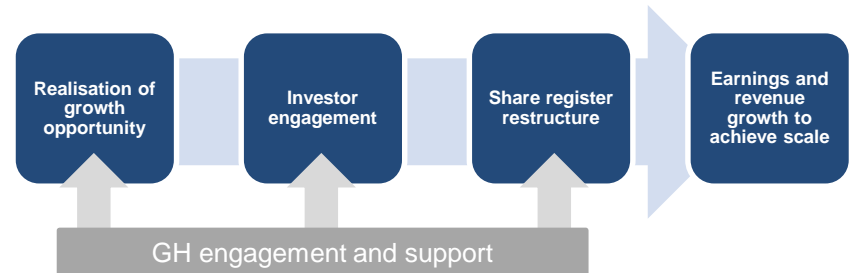 Realisation of
growth
opportunity
Investor
engagement
Share register
restructure
Earnings and
revenue
growth to
achieve scale
GH engagement and support